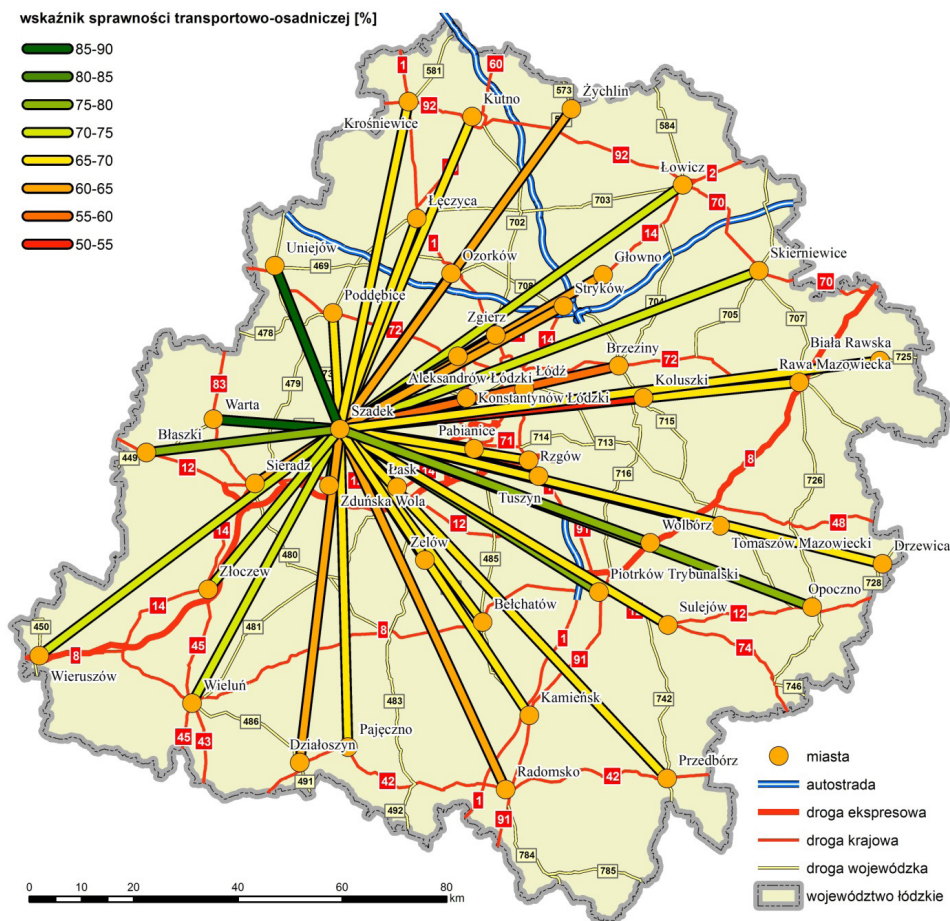 wskaźnik sprawności transportowo-osadniczej [%]
85-90
80-85
75-80
70-75
65-70
60-65
55-60
50-55
1
581
60
573
Żychlin
Krośniewice
92
Kutno
584
92
Łowicz
2
70
Łęczyca
703
702
14
Uniejów
469
1
Ozorków
Głowno
Skierniewice
70
Stryków
708
704
Poddębice
72
Zgierz
705
707
478
14
Brzeziny
72
Biała Rawska
725
Aleksandrów Łódzki
Łódź
Rawa Mazowiecka
83
479
Koluszki
Konstantynów Łódzki
Warta
Szadek
715
Błaszki
Pabianice
71
714
713
8
449
12
Sieradz
Rzgów
716
726
Łask
14
Zduńska Wola
Tuszyn
14
12
91
Wolbórz
48
480
Zelów
485
Tomaszów Mazowiecki
Drzewica
Złoczew
Piotrków Trybunalski
728
14
Opoczno
450
481
8
Bełchatów
Sulejów
12
45
1
91
74
8
Wieruszów
Wieluń
746
483
742
486
Kamieńsk
45
43
Pajęczno
Działoszyn
Przedbórz
491
42
Radomsko
42
492
1
91
784
785
miasta
autostrada
droga ekspresowa
droga krajowa
droga wojewódzka
województwo łódzkie
0 10 20 40 60 80
km